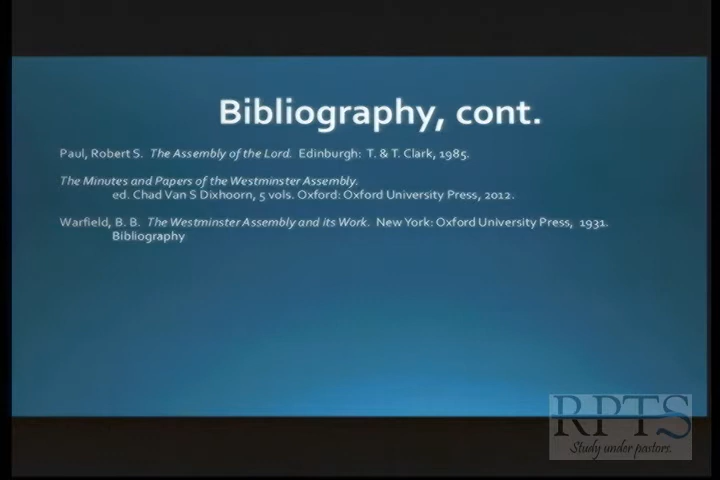 Bibliography, cont.
Paul, Robert S. The Assembly of the Lord. Edinburgh: T. & T. Clark, 1985.
The Minutes and Papers of the Westminster Assembly.
ed. Chad Van S Dixhoorn, 5 vols. Oxford: Oxford University Press, 2012.
Warfield, B. B. The Westminster Assembly and its Work. New York: Oxford University Press, 1931.
Bibliography
RPTS
Study under pastors.